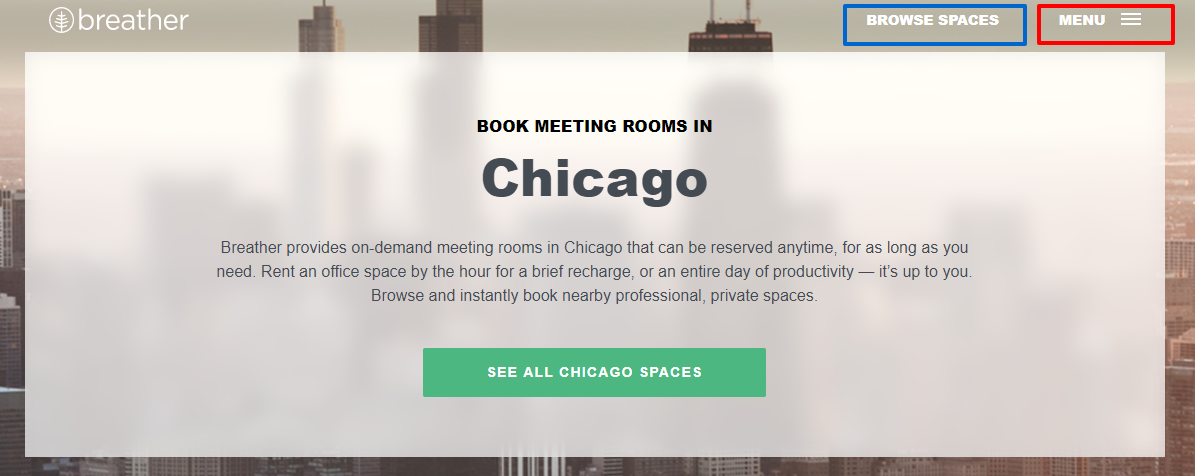 breather
BROWSE SPACES
MENU
BOOK MEETING ROOMS IN
Chicago
Breather provides on-demand meeting rooms in Chicago that can be reserved anytime, for as long as you
need. Rent an office space by the hour for a brief recharge, or an entire day of productivity — it’s up to you.
Browse and instantly book nearby professional, private spaces.
SEE ALL CHICAGO SPACES